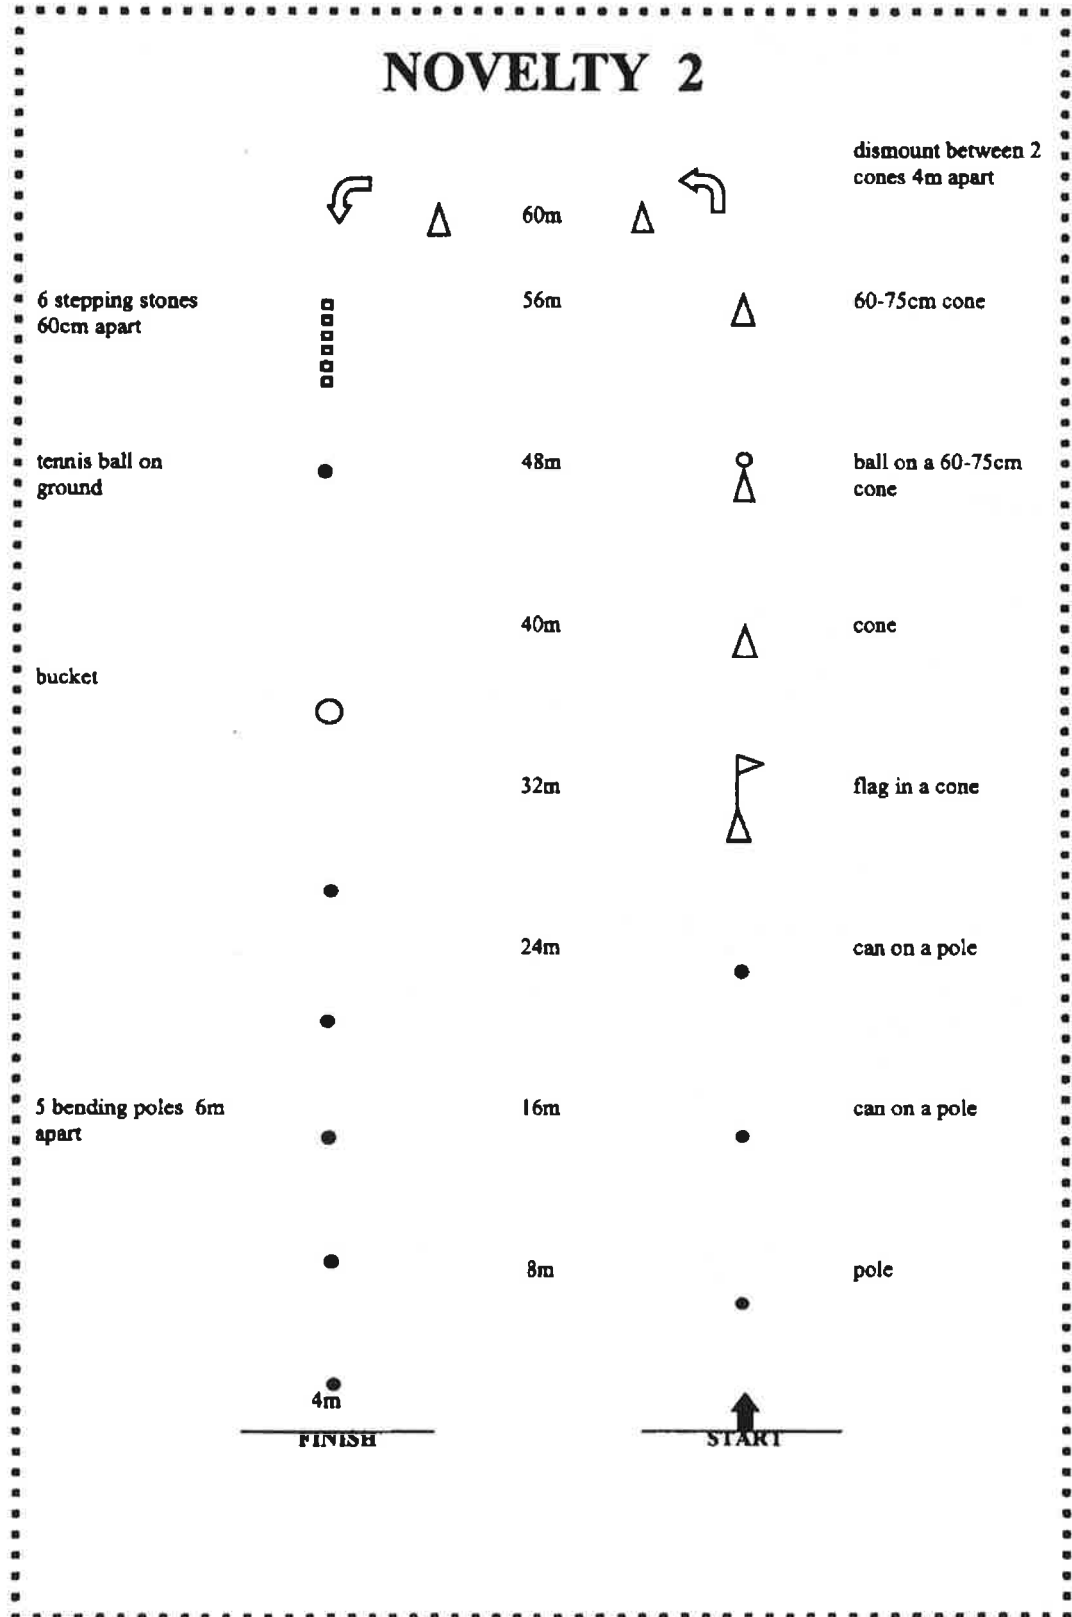 NOVELTY 2
dismount between 2
cones 4m apart
60m
6 stepping stones
60cm apart
56m
60-75cm cone
tennis ball on
ground
48m
ball on a 60-75cm
cone
40m
cone
bucket
32m
flag in a cone
24m
can on a pole
5 bending poles 6m
apart
16m
can on a pole
8m
pole
4m
FINISH
START